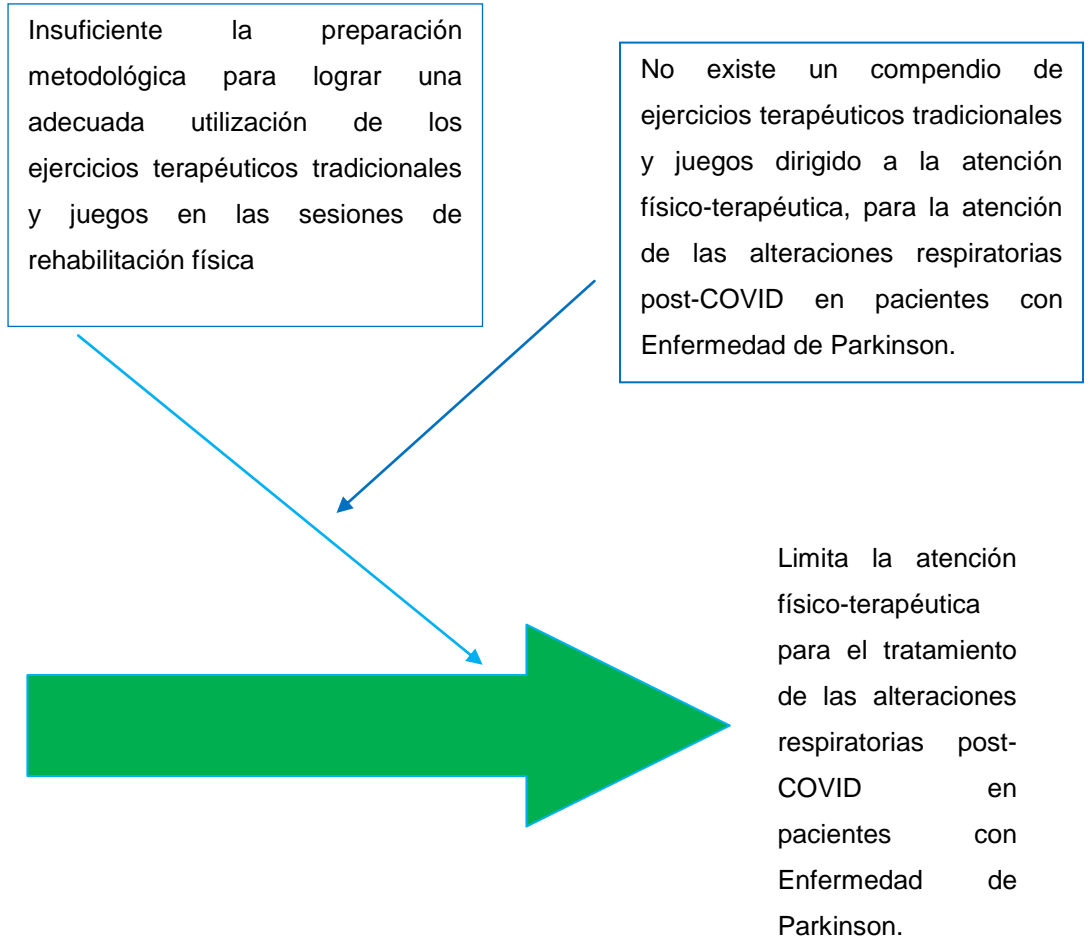 Insuficiente la preparación
metodológica para lograr una
adecuada utilización de los
ejercicios terapéuticos tradicionales
y juegos en las sesiones de
rehabilitación física
No existe un compendio de
ejercicios terapéuticos tradicionales
y juegos dirigido a la atención
físico-terapéutica, para la atención
de las alteraciones respiratorias
post-COVID en pacientes con
Enfermedad de Parkinson.
Limita la atención
físico-terapéutica
para el tratamiento
de las alteraciones
respiratorias post-
COVID en
pacientes con
Enfermedad de
Parkinson.